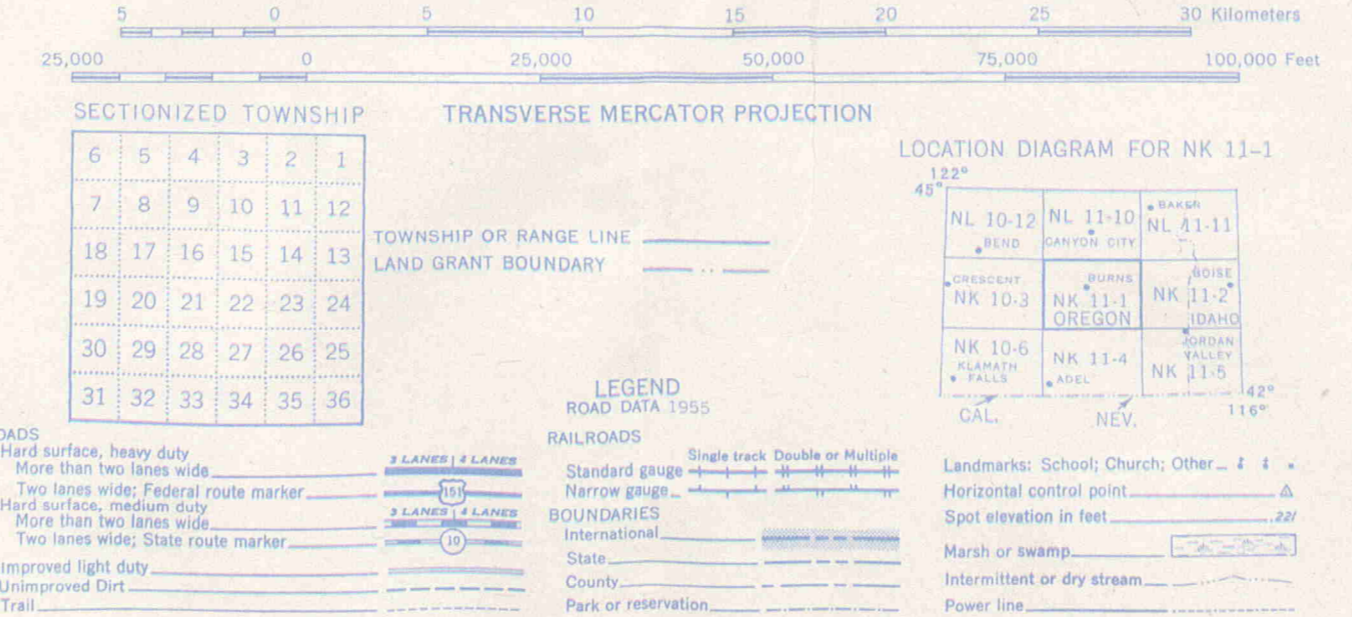 5 0 5 10 15 20 25 30 Kilometers
25,000 0 25,000 50,000 75,000 100,000 Feet
SECTIONIZED TOWNSHIP
6 5 4 3 2 1
7 8 9 10 11 12
18 17 16 15 14 13
19 20 21 22 23 24
30 29 28 27 26 25
31 32 33 34 35 36
TRANSVERSE MERCATOR PROJECTION
TOWNSHIP OR RANGE LINE
LAND GRANT BOUNDARY
LOCATION DIAGRAM FOR NK 11-1
122°
45°
NL 10-12
BEND
NL 11-10
CANYON CITY
BAKER
NL 11-11
CRESCENT
NK 10-3
BURNS
NK 11-1
OREGON
BOISE
NK 11-2
IDAHO
NK 10-6
KLAMATH
FALLS
NK 11-4
ADEL
JORDAN
VALLEY
NK 11-5
42°
116°
CAL.
NEV.
LEGEND
ROAD DATA 1955
OADS
Hard surface, heavy duty
More than two lanes wide 3 LANES | 4 LANES
Two lanes wide; Federal route marker 151
Hard surface, medium duty
More than two lanes wide 3 LANES | 4 LANES
Two lanes wide; State route marker 10
Improved light duty
Unimproved Dirt
Trail
RAILROADS
Single track Double or Multiple
Standard gauge
Narrow gauge
BOUNDARIES
International
State
County
Park or reservation
Landmarks: School; Church; Other
Horizontal control point
Spot elevation in feet .221
Marsh or swamp
Intermittent or dry stream
Power line